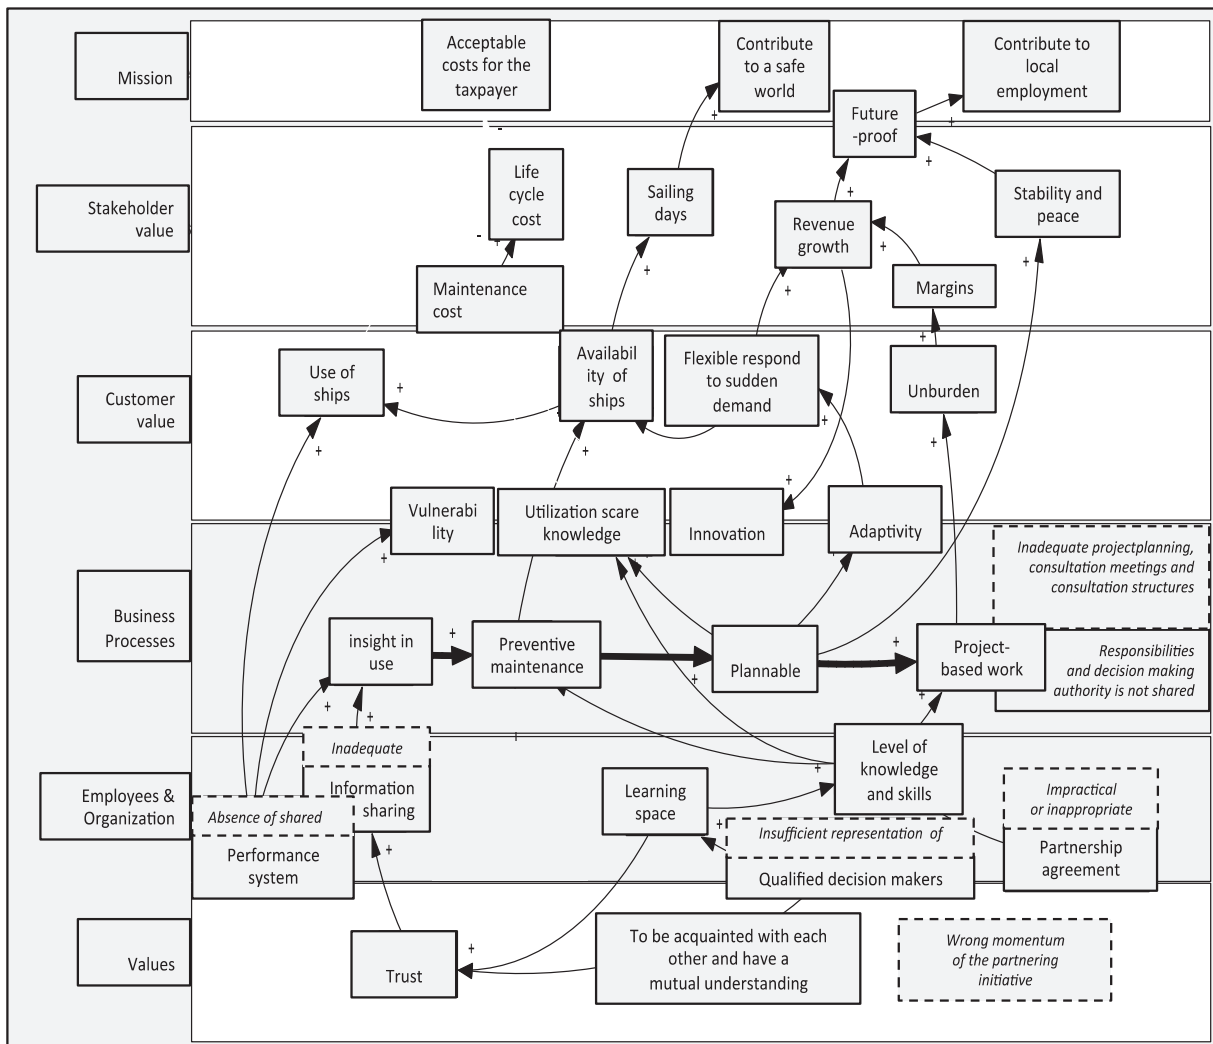 Mission
Acceptable
costs for the
taxpayer
Contribute
to a safe
world
Contribute to
local
employment
Future
-proof
Stakeholder
value
Life
cycle
cost
Sailing
days
Revenue
growth
Stability and
peace
Maintenance
cost
Margins
Customer
value
Use of
ships
Availabil
ity of
ships
Flexible respond
to sudden
demand
Unburden
Vulnerabi
lity
Utilization scare
knowledge
Innovation
Adaptivity
Business
Processes
Inadequate projectplanning,
consultation meetings and
consultation structures
insight in
use
Preventive
maintenance
Plannable
Project-
based work
Responsibilities
and decision making
authority is not shared
Employees &
Organization
Inadequate
Information
sharing
Absence of shared
Performance
system
Learning
space
Level of
knowledge
and skills
Insufficient representation of
Qualified decision makers
Impractical
or inappropriate
Partnership
agreement
Values
Trust
To be acquainted with each
other and have a
mutual understanding
Wrong momentum
of the partnering
initiative